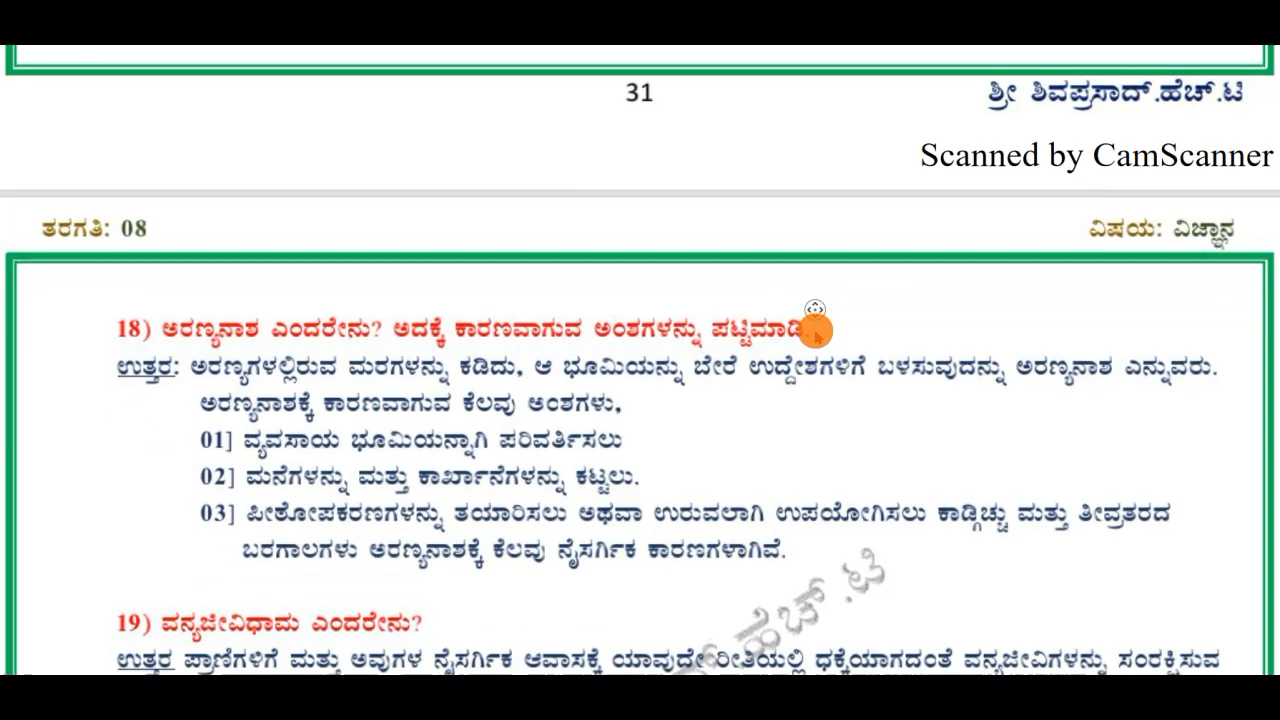 31
ಶ್ರೀ ಶಿವಪ್ರಸಾದ್.ಹೆಚ್.ಟಿ
Scanned by CamScanner
ತರಗತಿ: 08
ವಿಷಯ: ವಿಜ್ಞಾನ
18) ಅರಣ್ಯನಾಶ ಎಂದರೇನು? ಅದಕ್ಕೆ ಕಾರಣವಾಗುವ ಅಂಶಗಳನ್ನು ಪಟ್ಟಿಮಾಡಿ.
ಉತ್ತರ: ಅರಣ್ಯಗಳಲ್ಲಿರುವ ಮರಗಳನ್ನು ಕಡಿದು, ಆ ಭೂಮಿಯನ್ನು ಬೇರೆ ಉದ್ದೇಶಗಳಿಗೆ ಬಳಸುವುದನ್ನು ಅರಣ್ಯನಾಶ ಎನ್ನುವರು.
ಅರಣ್ಯನಾಶಕ್ಕೆ ಕಾರಣವಾಗುವ ಕೆಲವು ಅಂಶಗಳು,
01] ವ್ಯವಸಾಯ ಭೂಮಿಯನ್ನಾಗಿ ಪರಿವರ್ತಿಸಲು
02] ಮನೆಗಳನ್ನು ಮತ್ತು ಕಾರ್ಖಾನೆಗಳನ್ನು ಕಟ್ಟಲು.
03] ಪೀಠೋಪಕರಣಗಳನ್ನು ತಯಾರಿಸಲು ಅಥವಾ ಉರುವಲಾಗಿ ಉಪಯೋಗಿಸಲು ಕಾಡ್ಗಿಚ್ಚು ಮತ್ತು ತೀವ್ರತರದ
ಬರಗಾಲಗಳು ಅರಣ್ಯನಾಶಕ್ಕೆ ಕೆಲವು ನೈಸರ್ಗಿಕ ಕಾರಣಗಳಾಗಿವೆ.
ಹೆಚ್.ಟಿ
19) ವನ್ಯಜೀವಿಧಾಮ ಎಂದರೇನು?
ಉತ್ತರ ಪ್ರಾಣಿಗಳಿಗೆ ಮತ್ತು ಅವುಗಳ ನೈಸರ್ಗಿಕ ಆವಾಸಕ್ಕೆ ಯಾವುದೇ ರೀತಿಯಲ್ಲಿ ಧಕ್ಕೆಯಾಗದಂತೆ ವನ್ಯಜೀವಿಗಳನ್ನು ಸಂರಕ್ಷಿಸುವ